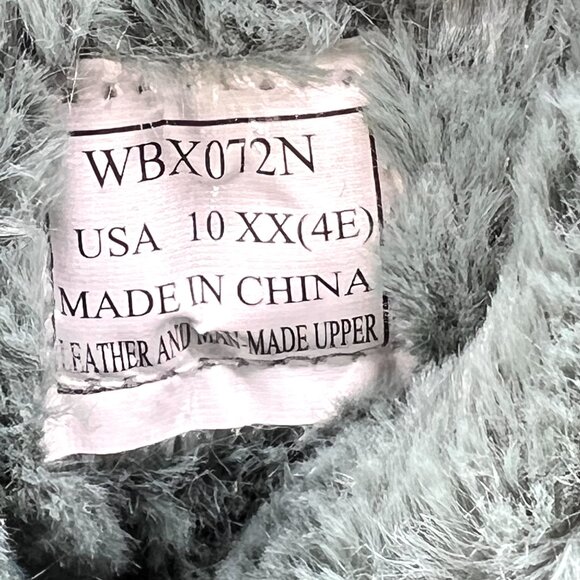 WBX072N
USA 10 XX(4E)
MADE IN CHINA
LEATHER AND MAN-MADE UPPER